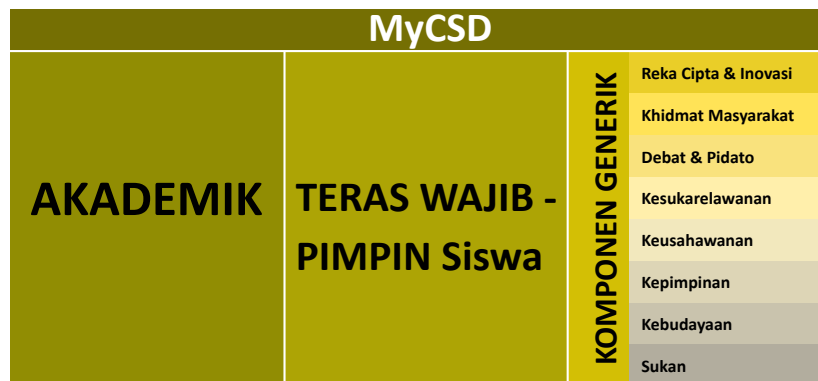 MyCSD
AKADEMIK
TERAS WAJIB -
PIMPIN Siswa
KOMPONEN GENERIK
Reka Cipta & Inovasi
Khidmat Masyarakat
Debat & Pidato
Kesukarelawanan
Keusahawanan
Kepimpinan
Kebudayaan
Sukan